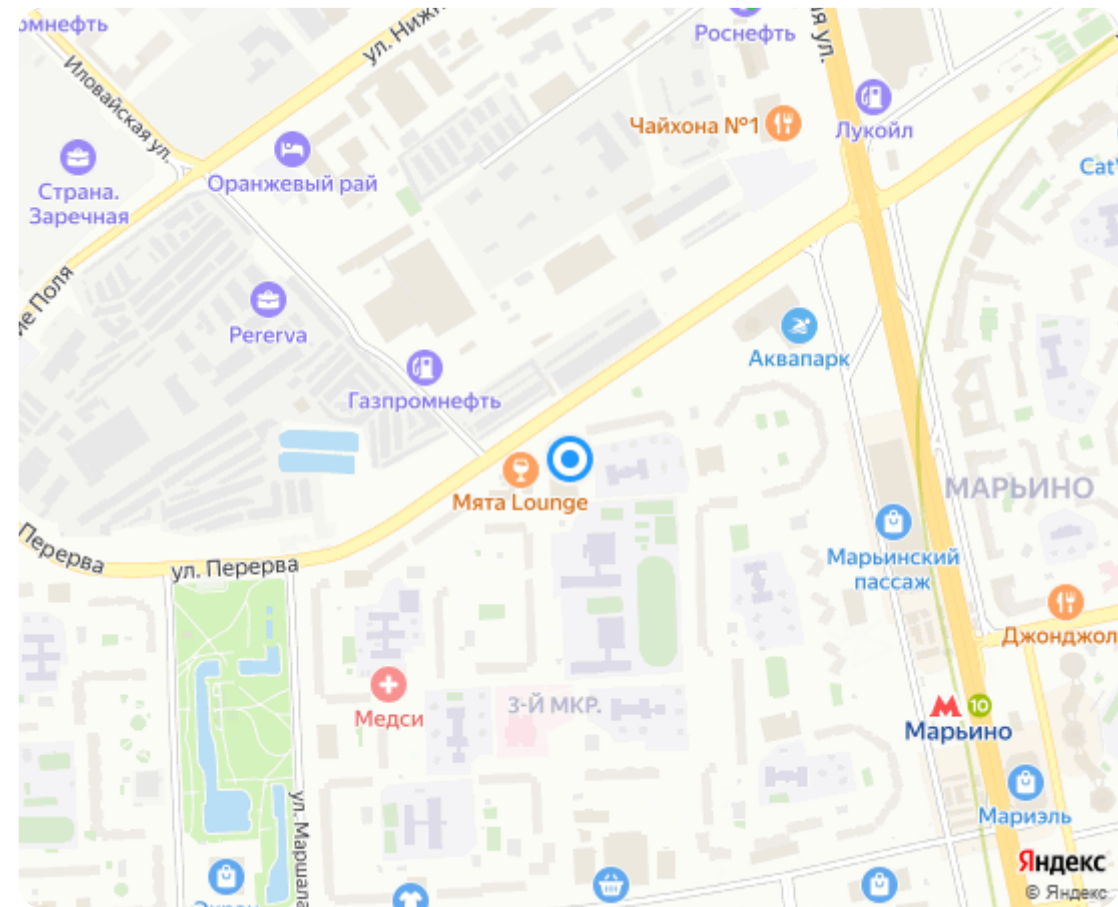 омнефть
ул. Нижн
Роснефть
ая ул.
Иловайская ул.
Чайхона №1
Лукойл
Cat'
Страна.
Заречная
Оранжевый рай
ие Поля
Pererva
Аквапарк
Газпромнефть
Мята Lounge
МАРЬИНО
Перерва
ул. Перерва
Марьинский
пассаж
Джонджол
3-Й МКР.
Медси
10
Марьино
ул. Маршала
Мариэль
Яндекс
© Яндекс